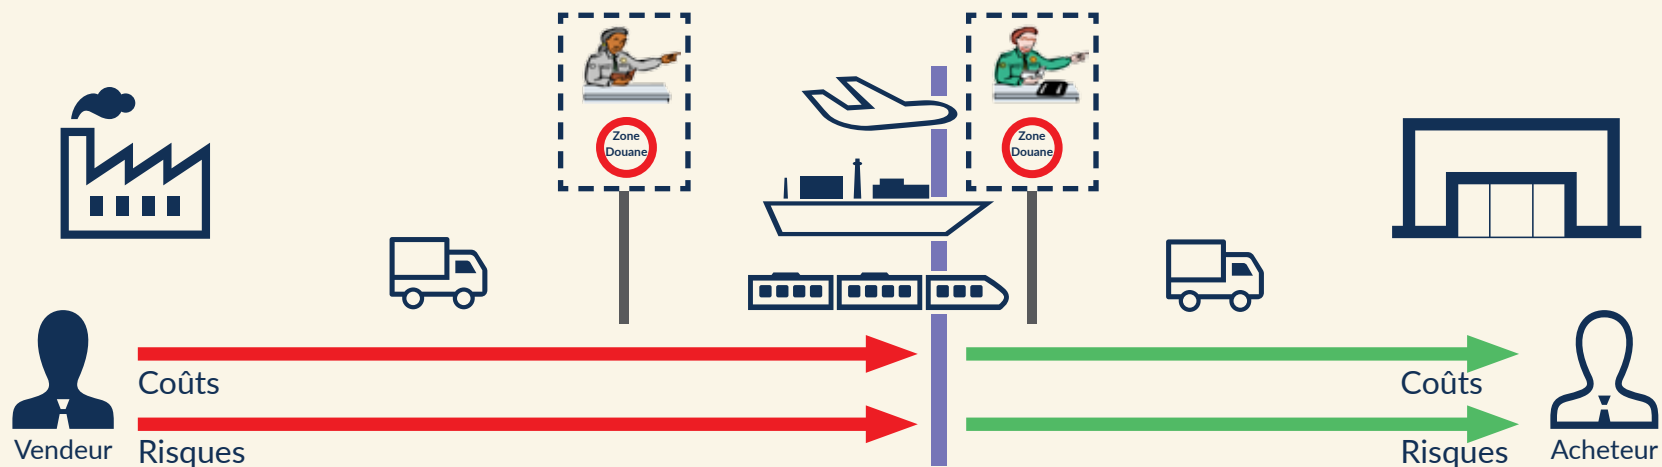 Zone
Douane
Zone
Douane
Coûts
Coûts
Vendeur
Risques
Risques
Acheteur